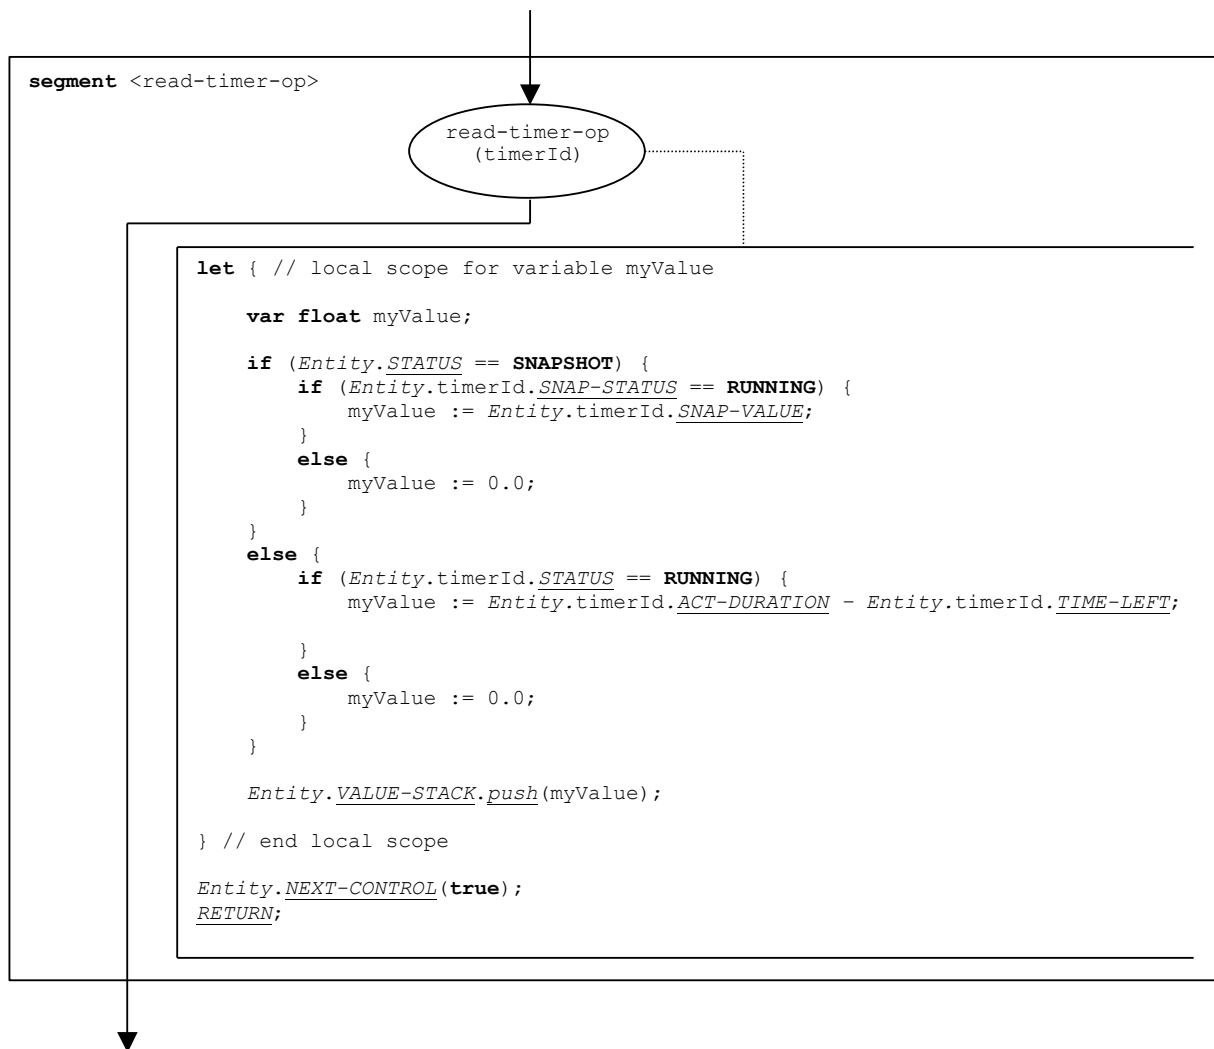 segment <read-timer-op>
read-timer-op
(timerId)
let { // local scope for variable myValue
var float myValue;
if (Entity.STATUS == SNAPSHOT) {
if (Entity.timerId.SNAP-STATUS == RUNNING) {
myValue := Entity.timerId.SNAP-VALUE;
}
else {
myValue := 0.0;
}
}
else {
if (Entity.timerId.STATUS == RUNNING) {
myValue := Entity.timerId.ACT-DURATION – Entity.timerId.TIME-LEFT;
}
else {
myValue := 0.0;
}
}
Entity.VALUE-STACK.push(myValue);
} // end local scope
Entity.NEXT-CONTROL(true);
RETURN;